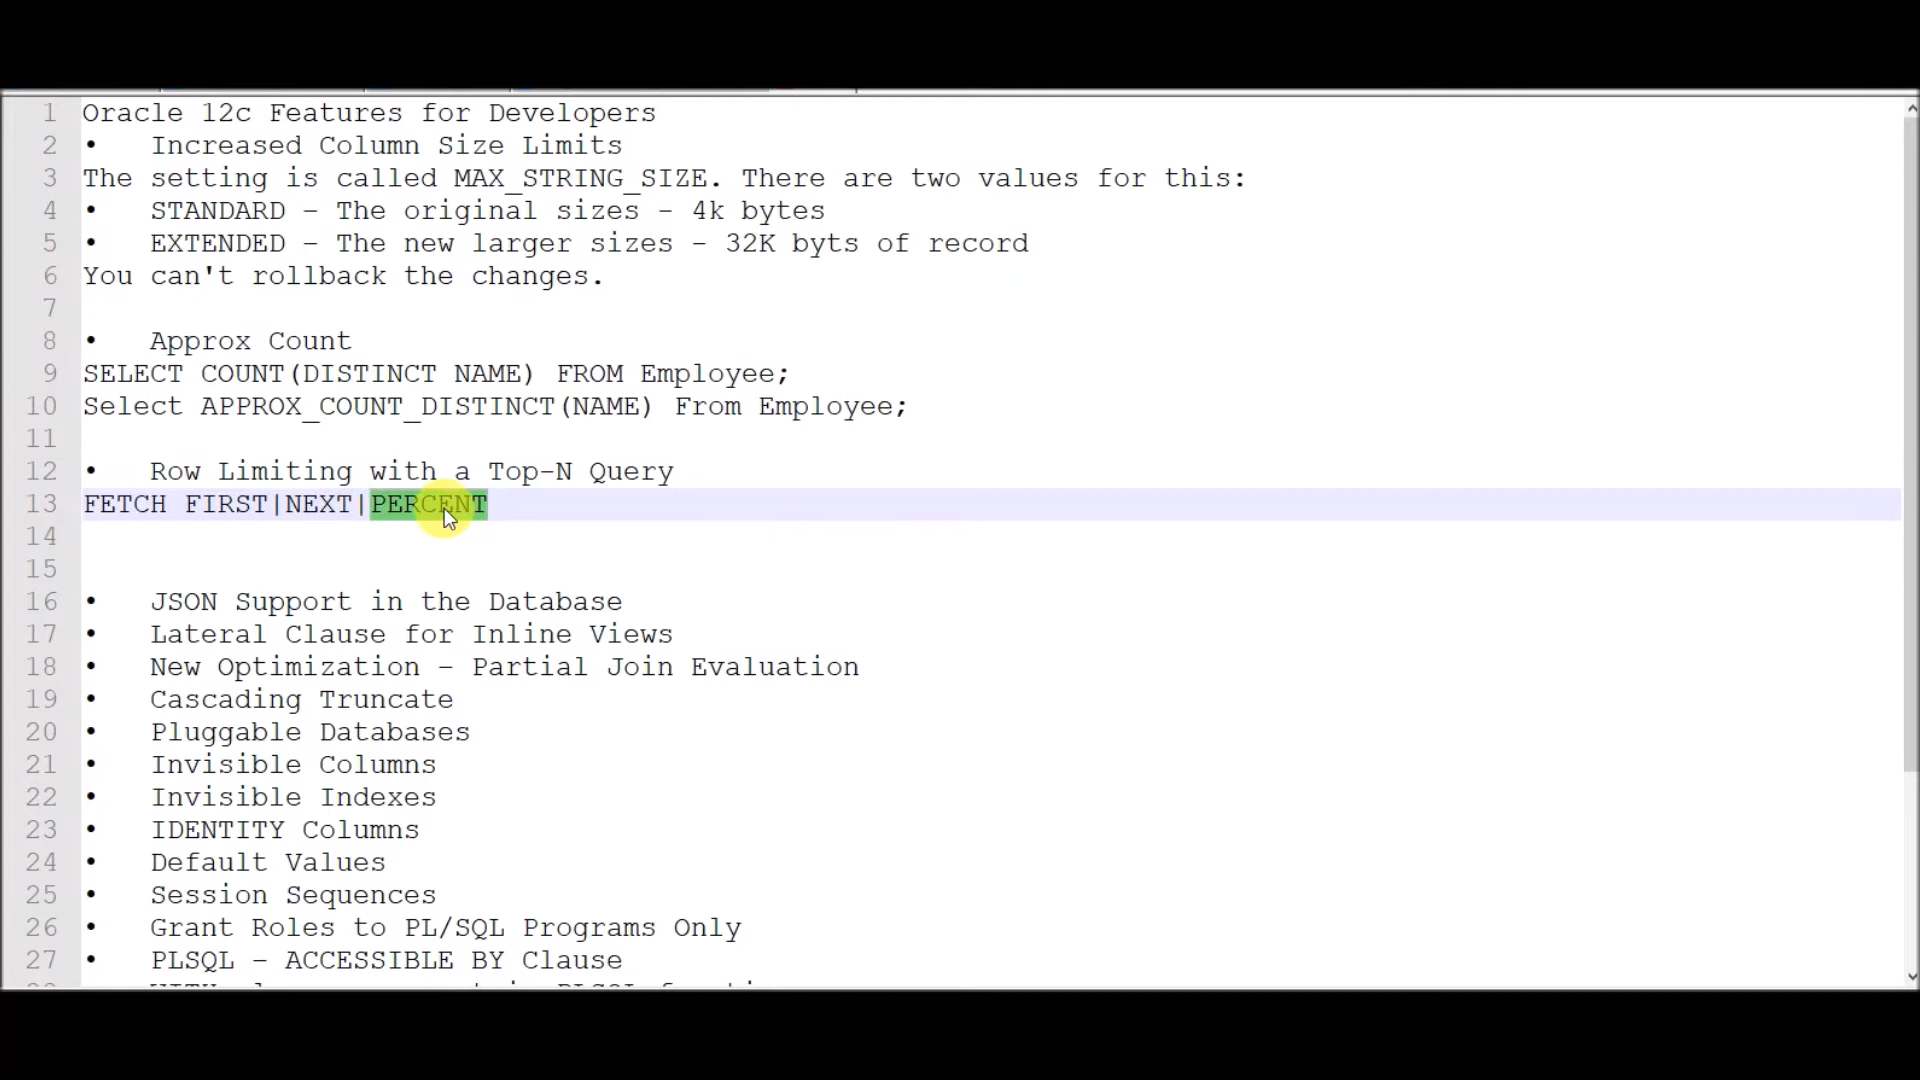 1 Oracle 12c Features for Developers
2 • Increased Column Size Limits
3 The setting is called MAX_STRING_SIZE. There are two values for this:
4 • STANDARD – The original sizes - 4k bytes
5 • EXTENDED – The new larger sizes - 32K byts of record
6 You can't rollback the changes.
7
8 • Approx Count
9 SELECT COUNT(DISTINCT NAME) FROM Employee;
10 Select APPROX_COUNT_DISTINCT(NAME) From Employee;
11
12 • Row Limiting with a Top-N Query
13 FETCH FIRST|NEXT|PERCENT
14
15
16 • JSON Support in the Database
17 • Lateral Clause for Inline Views
18 • New Optimization – Partial Join Evaluation
19 • Cascading Truncate
20 • Pluggable Databases
21 • Invisible Columns
22 • Invisible Indexes
23 • IDENTITY Columns
24 • Default Values
25 • Session Sequences
26 • Grant Roles to PL/SQL Programs Only
27 • PLSQL – ACCESSIBLE BY Clause